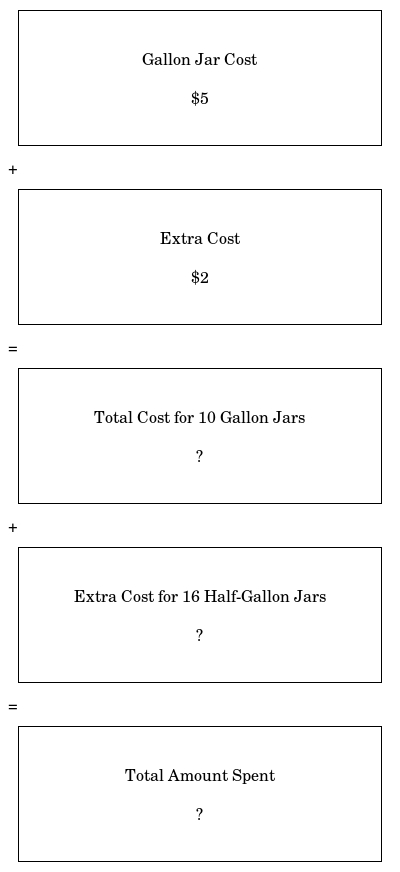 Gallon Jar Cost
$5
+
Extra Cost
$2
=
Total Cost for 10 Gallon Jars
?
+
Extra Cost for 16 Half-Gallon Jars
?
=
Total Amount Spent
?